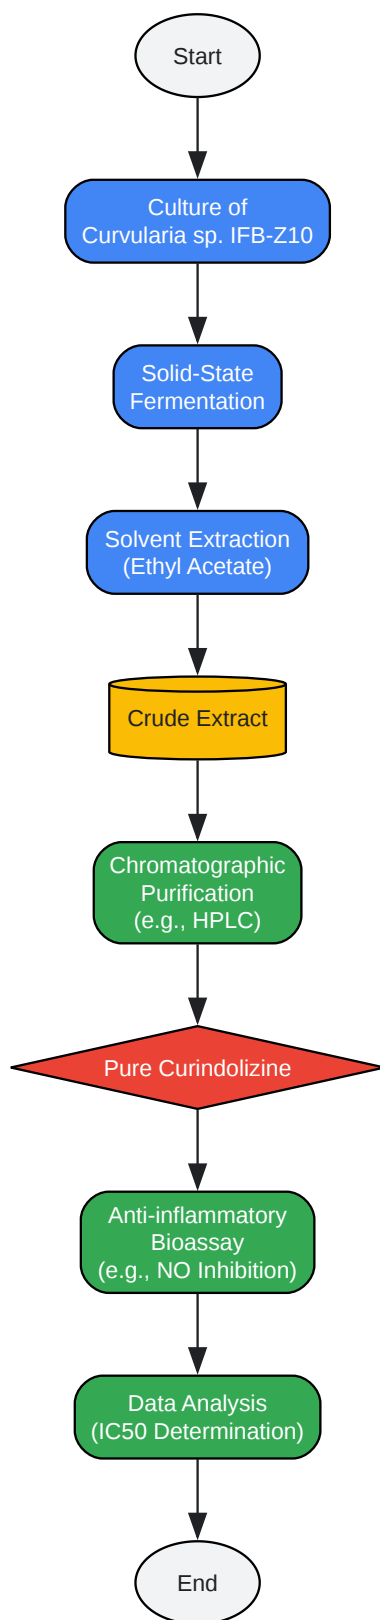 Start
Culture of
Curvularia sp. IFB-Z10
Solid-State
Fermentation
Solvent Extraction
(Ethyl Acetate)
Crude Extract
Chromatographic
Purification
(e.g., HPLC)
Pure Curindolizine
Anti-inflammatory
Bioassay
(e.g., NO Inhibition)
Data Analysis
(IC50 Determination)
End